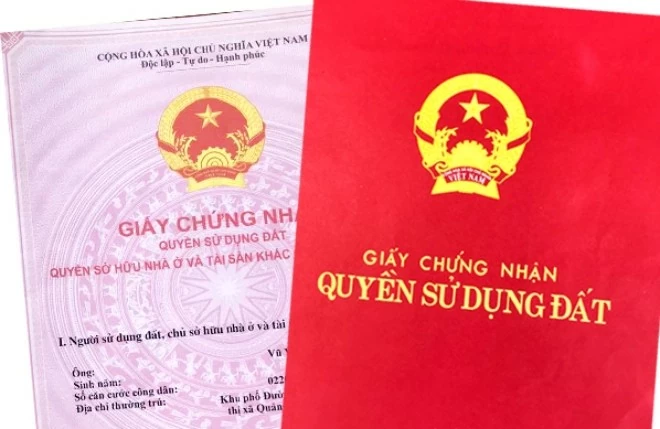 CỘNG HÒA XÃ HỘI CHỦ NGHĨA VIỆT NAM
Độc lập - Tự do - Hạnh phúc
GIẤY CHỨNG NHẬ
QUYỀN SỬ DỤNG ĐẤT
QUYỀN SỞ HỮU NHÀ Ở VÀ TÀI SẢN KHÁC
I. Người sử dụng đất, chủ sở hữu nhà ở và tài
Vũ
Ông:
Sinh năm: 022
Số căn cước công dân:
Địa chỉ thường trú: Khu phố Đườ
thị xã Quản
VIỆT NAM
GIẤY CHỨNG NHẬN
QUYỀN SỬ DỤNG ĐẤT